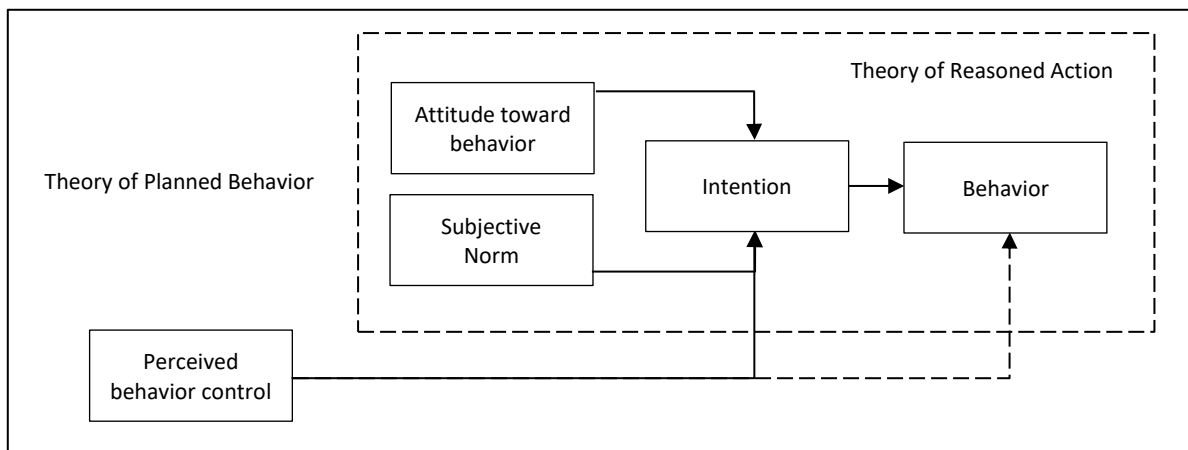 Theory of Reasoned Action
Attitude toward
behavior
Theory of Planned Behavior
Intention
Behavior
Subjective
Norm
Perceived
behavior control